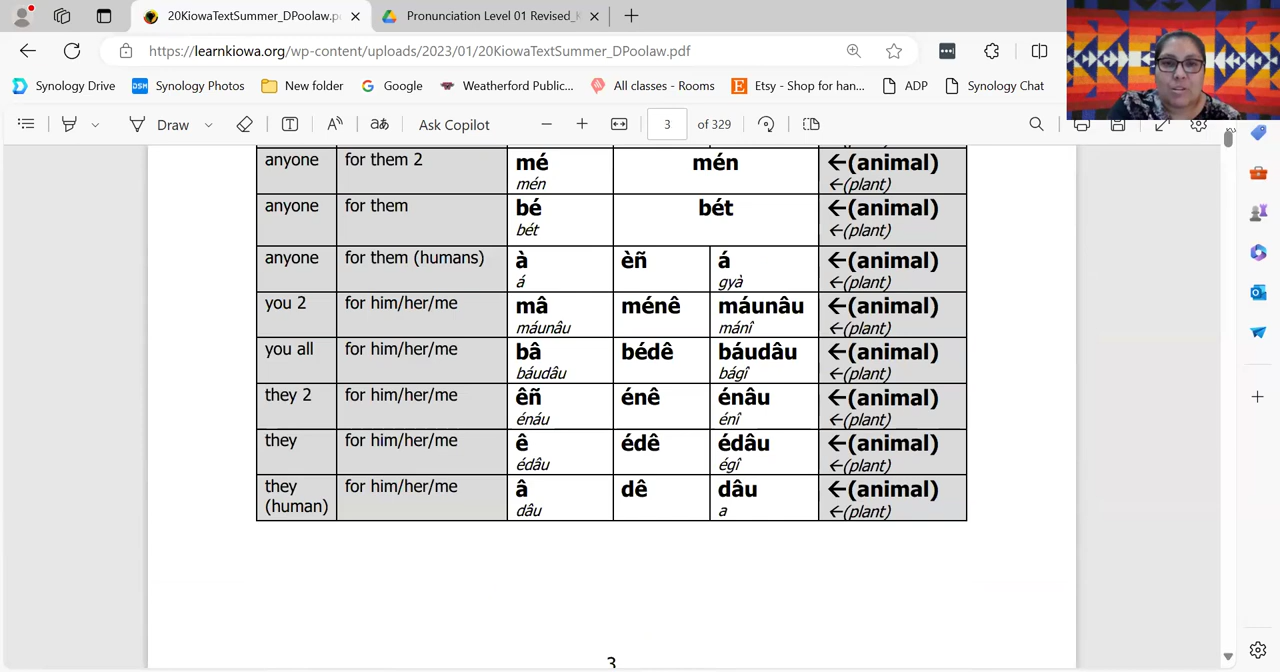 20KiowaTextSummer_DPoolaw.p
Pronunciation Level 01 Revised_
https://learnkiowa.org/wp-content/uploads/2023/01/20KiowaTextSummer_DPoolaw.pdf
Synology Drive
DSM Synology Photos
New folder
Google
Weatherford Public...
All classes - Rooms
Etsy - Shop for han...
ADP
Synology Chat
Draw
Ask Copilot
3 of 329
anyone for them 2 mé mén ←(animal)
mén ←(plant)
anyone for them bé bét ←(animal)
bét ←(plant)
anyone for them (humans) à èñ á ←(animal)
á gyà ←(plant)
you 2 for him/her/me mâ ménê máunâu ←(animal)
máunâu mánî ←(plant)
you all for him/her/me bâ bédê báudâu ←(animal)
báudâu bágî ←(plant)
they 2 for him/her/me êñ énê énâu ←(animal)
énáu énî ←(plant)
they for him/her/me ê édê édâu ←(animal)
édâu égî ←(plant)
they for him/her/me â dê dâu ←(animal)
(human) dâu a ←(plant)
3